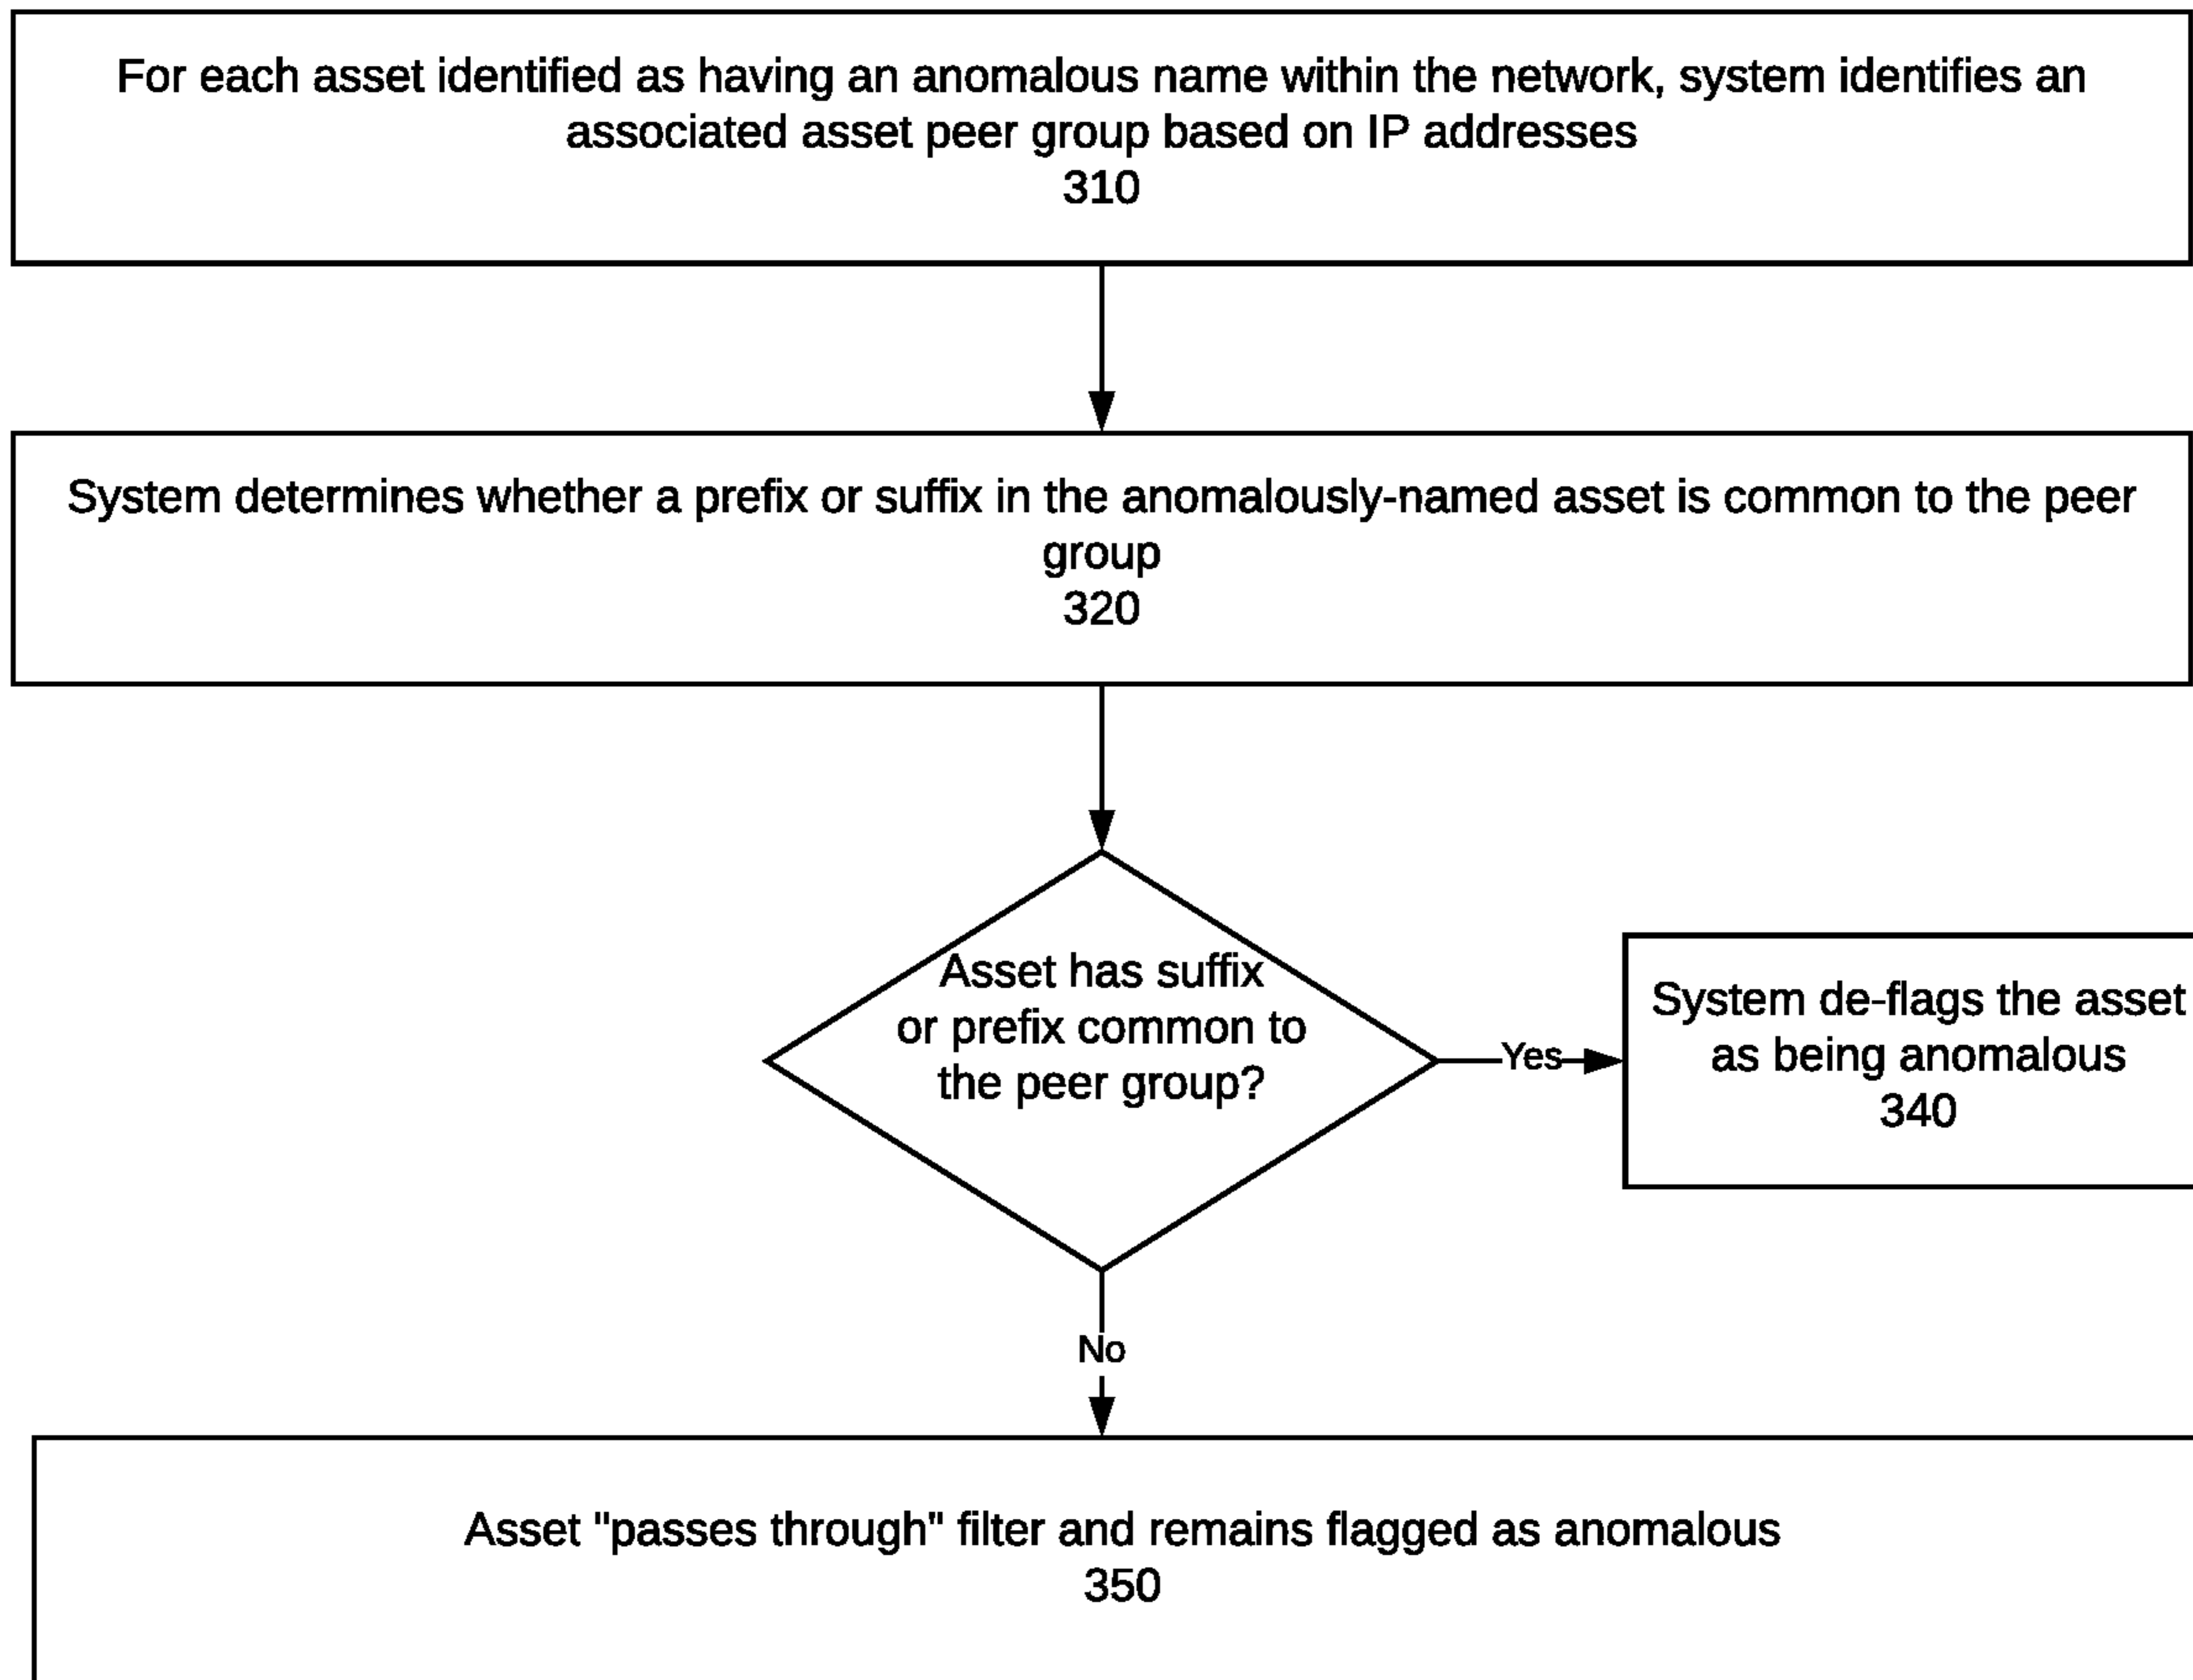 For each asset identified as having an anomalous name within the network, system identifies an
associated asset peer group based on IP addresses
310
System determines whether a prefix or suffix in the anomalously-named asset is common to the peer
group
320
Asset has suffix
or prefix common to
the peer group?
Yes
System de-flags the asset
as being anomalous
340
No
Asset "passes through" filter and remains flagged as anomalous
350